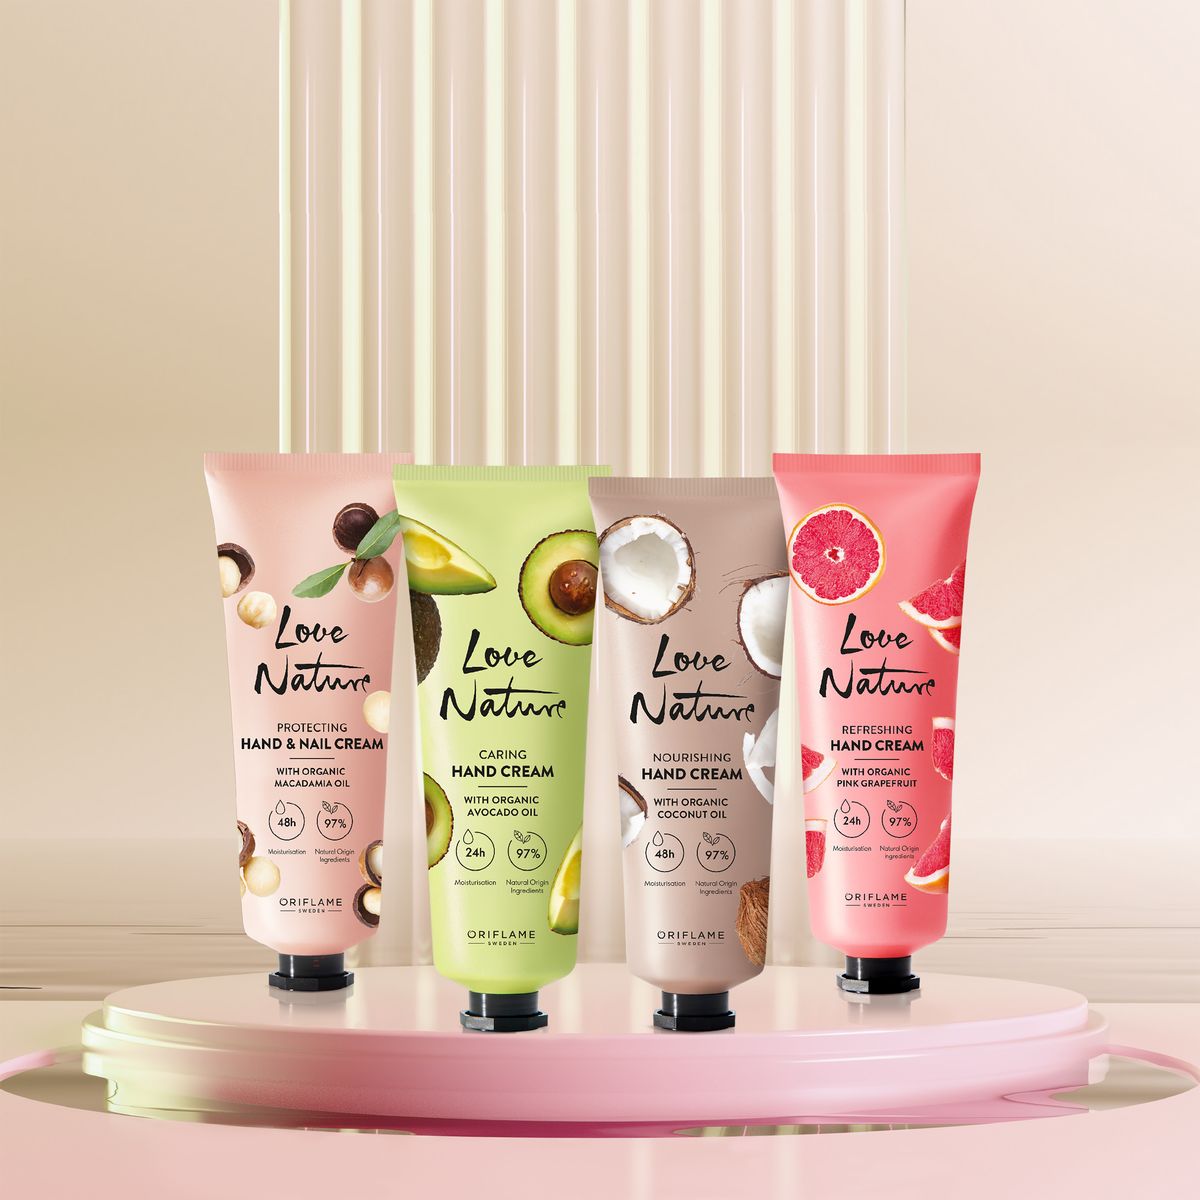 Love
Nature
PROTECTING
HAND & NAIL CREAM
WITH ORGANIC
MACADAMIA OIL
48h
97%
Moisturisation
Natural Origin
Ingredients
ORIFLAME
SWEDEN
Love
Nature
CARING
HAND CREAM
WITH ORGANIC
AVOCADO OIL
24h
97%
Moisturisation
Natural Origin
Ingredients
ORIFLAME
SWEDEN
Love
Nature
NOURISHING
HAND CREAM
WITH ORGANIC
COCONUT OIL
48h
97%
Moisturisation
Natural Origin
Ingredients
ORIFLAME
SWEDEN
Love
Nature
REFRESHING
HAND CREAM
WITH ORGANIC
PINK GRAPEFRUIT
24h
97%
Moisturisation
Natural Origin
Ingredients
ORIFLAME
SWEDEN